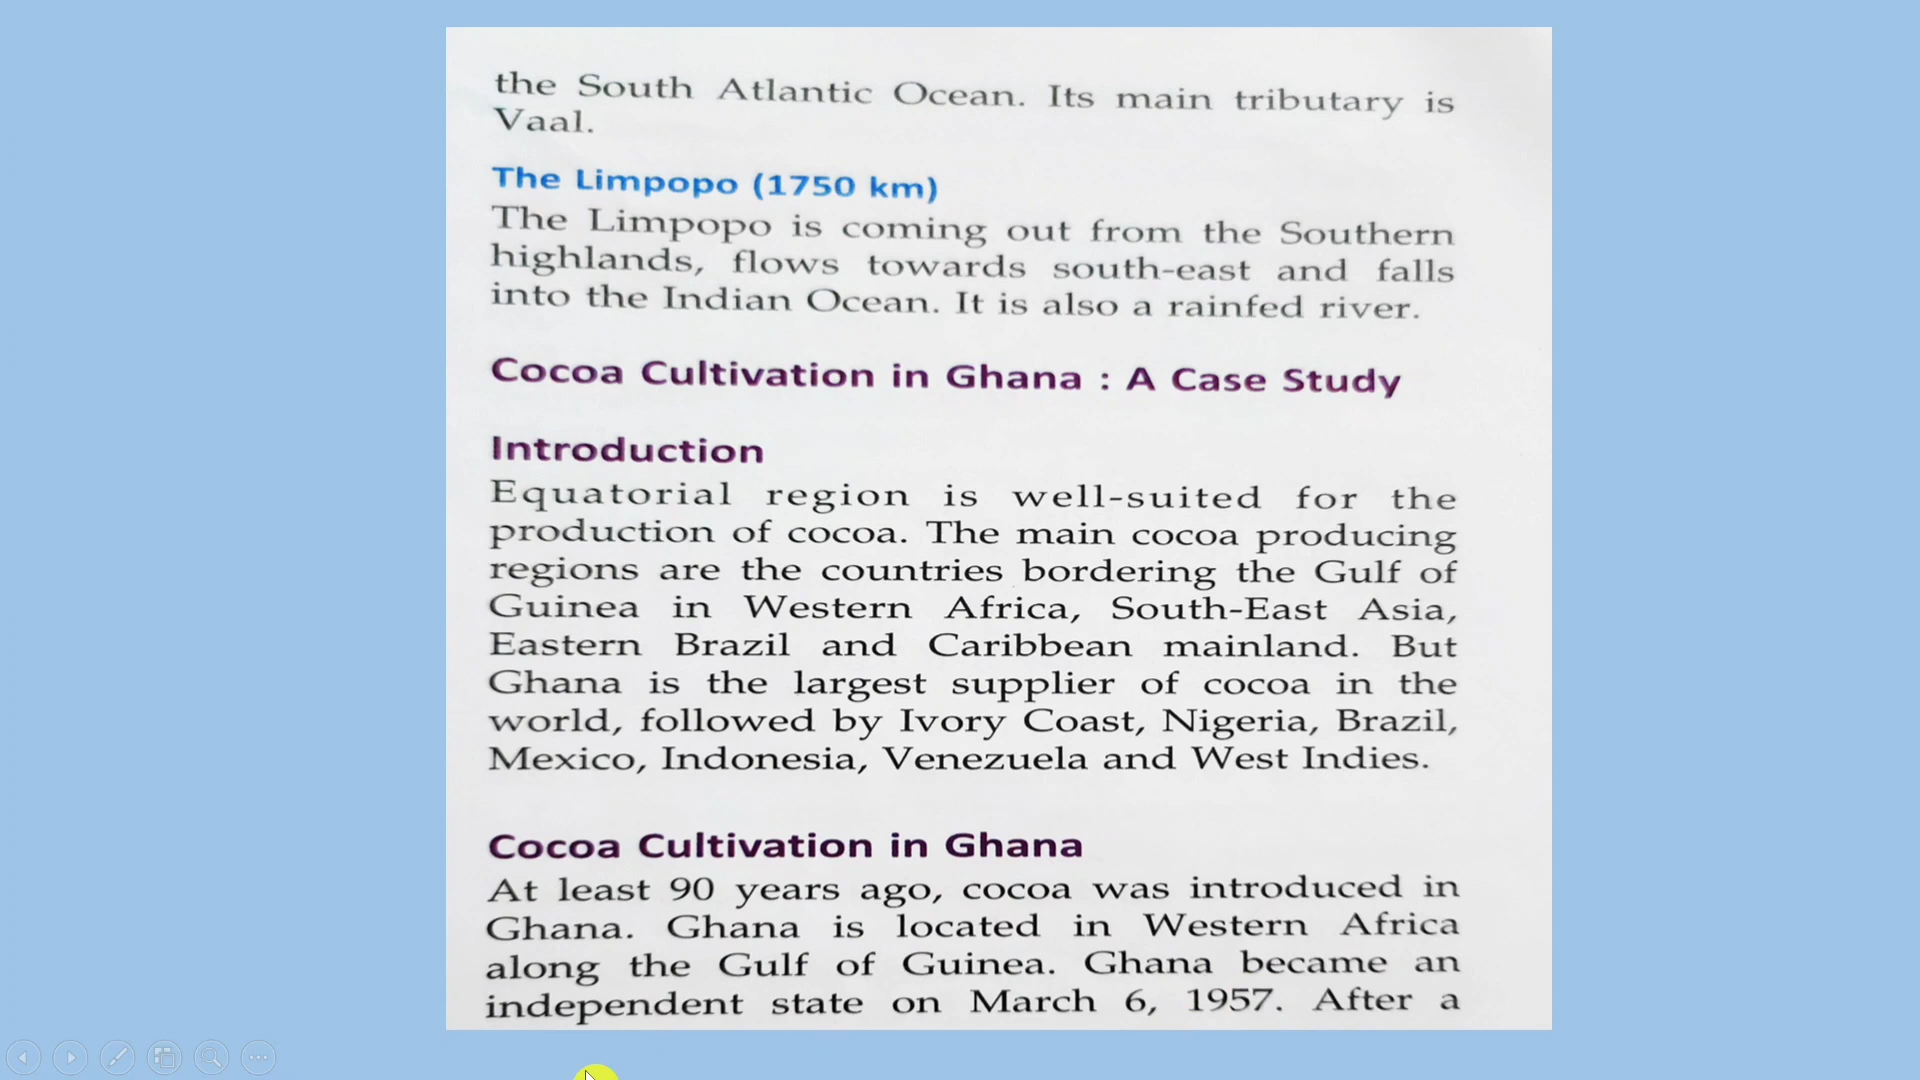 the South Atlantic Ocean. Its main tributary is
Vaal.
The Limpopo (1750 km)
The Limpopo is coming out from the Southern
highlands, flows towards south-east and falls
into the Indian Ocean. It is also a rainfed river.
Cocoa Cultivation in Ghana : A Case Study
Introduction
Equatorial region is well-suited for the
production of cocoa. The main cocoa producing
regions are the countries bordering the Gulf of
Guinea in Western Africa, South-East Asia,
Eastern Brazil and Caribbean mainland. But
Ghana is the largest supplier of cocoa in the
world, followed by Ivory Coast, Nigeria, Brazil,
Mexico, Indonesia, Venezuela and West Indies.
Cocoa Cultivation in Ghana
At least 90 years ago, cocoa was introduced in
Ghana. Ghana is located in Western Africa
along the Gulf of Guinea. Ghana became an
independent state on March 6, 1957. After a